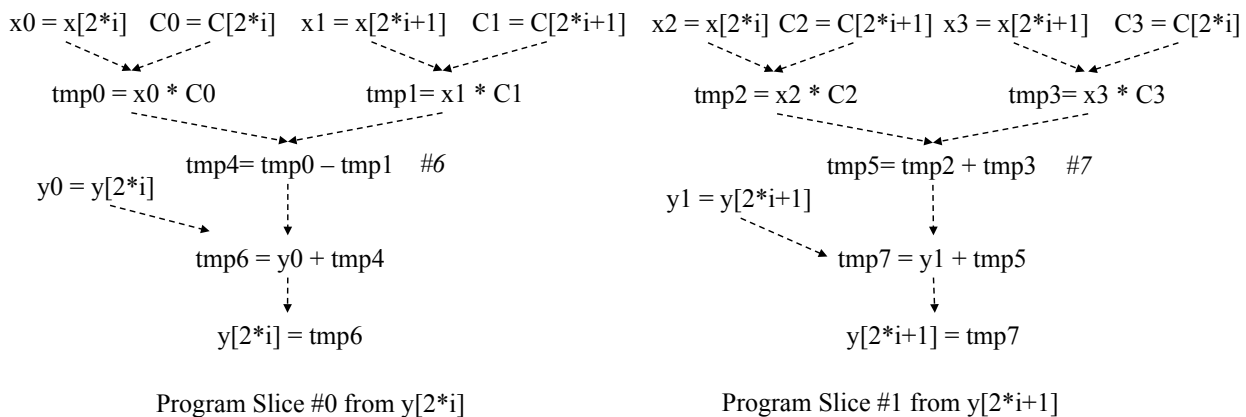 x0 = x[2*i] C0 = C[2*i] x1 = x[2*i+1] C1 = C[2*i+1]
tmp0 = x0 * C0 tmp1= x1 * C1
tmp4= tmp0 – tmp1 #6
y0 = y[2*i]
tmp6 = y0 + tmp4
y[2*i] = tmp6
Program Slice #0 from y[2*i]
x2 = x[2*i] C2 = C[2*i+1] x3 = x[2*i+1] C3 = C[2*i]
tmp2 = x2 * C2 tmp3= x3 * C3
tmp5= tmp2 + tmp3 #7
y1 = y[2*i+1]
tmp7 = y1 + tmp5
y[2*i+1] = tmp7
Program Slice #1 from y[2*i+1]